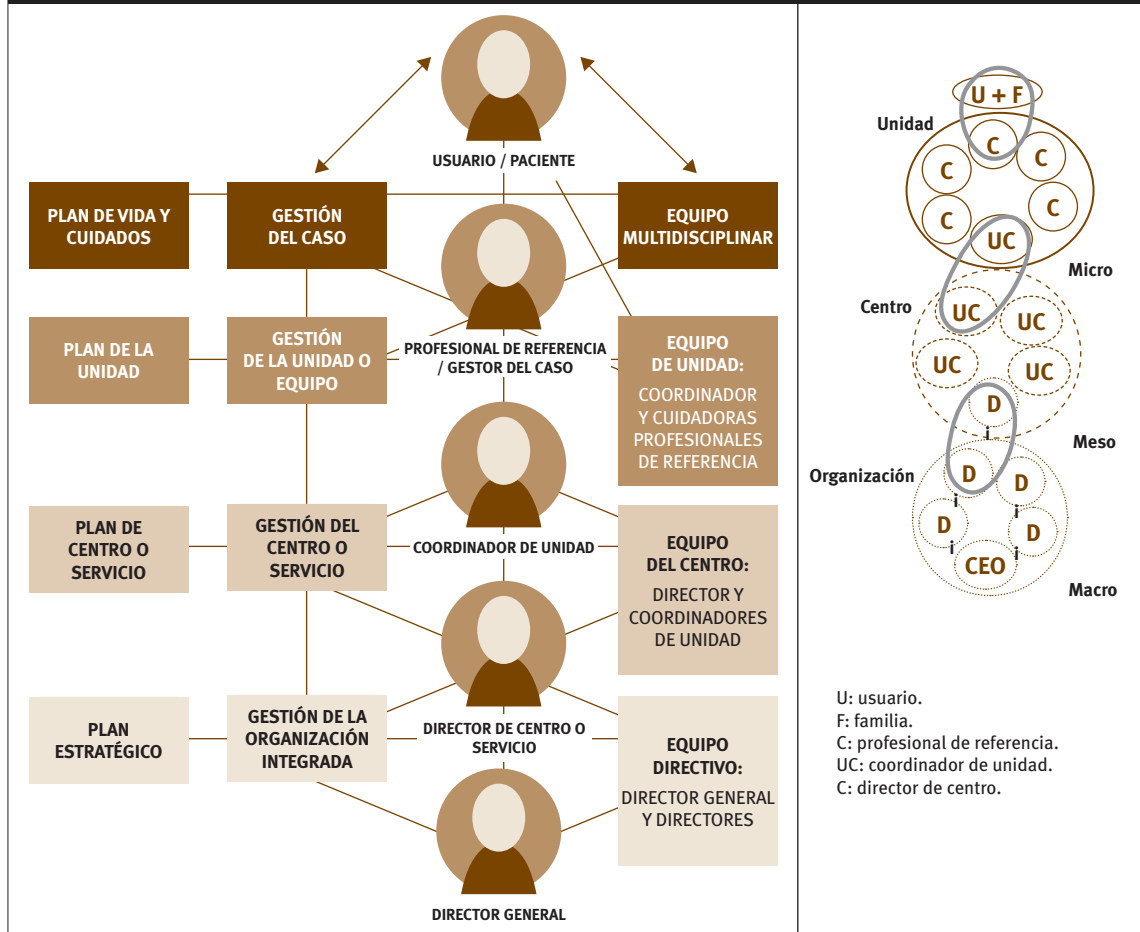 USUARIO / PACIENTE
PLAN DE VIDA Y
CUIDADOS
GESTIÓN
DEL CASO
EQUIPO
MULTIDISCIPLINAR
PROFESIONAL DE REFERENCIA
/ GESTOR DEL CASO
PLAN DE LA
UNIDAD
GESTIÓN
DE LA UNIDAD O
EQUIPO
EQUIPO
DE UNIDAD:
COORDINADOR
Y CUIDADORAS
PROFESIONALES
DE REFERENCIA
PLAN DE
CENTRO O
SERVICIO
GESTIÓN DEL
CENTRO O
SERVICIO
COORDINADOR DE UNIDAD
EQUIPO
DEL CENTRO:
DIRECTOR Y
COORDINADORES
DE UNIDAD
PLAN
ESTRATÉGICO
GESTIÓN DE LA
ORGANIZACIÓN
INTEGRADA
DIRECTOR DE CENTRO O
SERVICIO
EQUIPO
DIRECTIVO:
DIRECTOR GENERAL
Y DIRECTORES
DIRECTOR GENERAL
U + F
Unidad
C
C
C
C
C
UC
Micro
Centro
UC
UC
UC
UC
D
i
Meso
Organización
D
D
i
i
D
D
i
i
CEO
Macro
U: usuario.
F: familia.
C: profesional de referencia.
UC: coordinador de unidad.
C: director de centro.